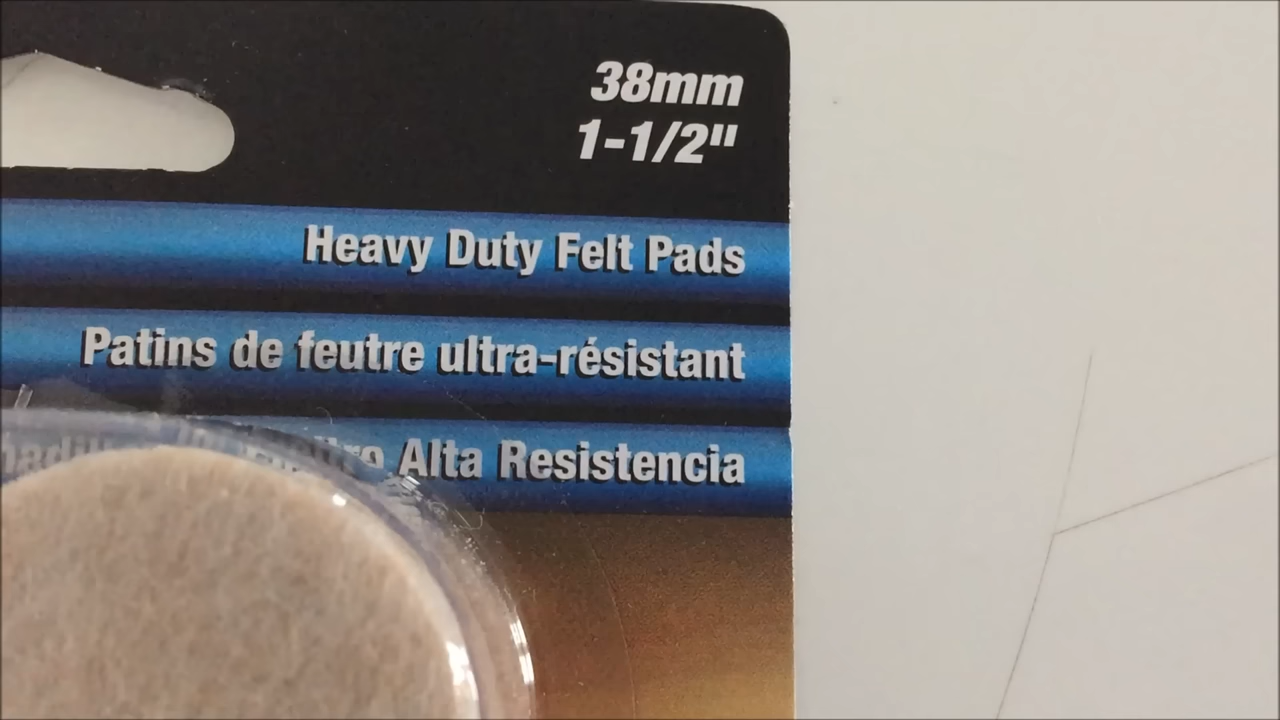 38mm
1-1/2"
Heavy Duty Felt Pads
Patins de feutre ultra-résistant
Alta Resistencia